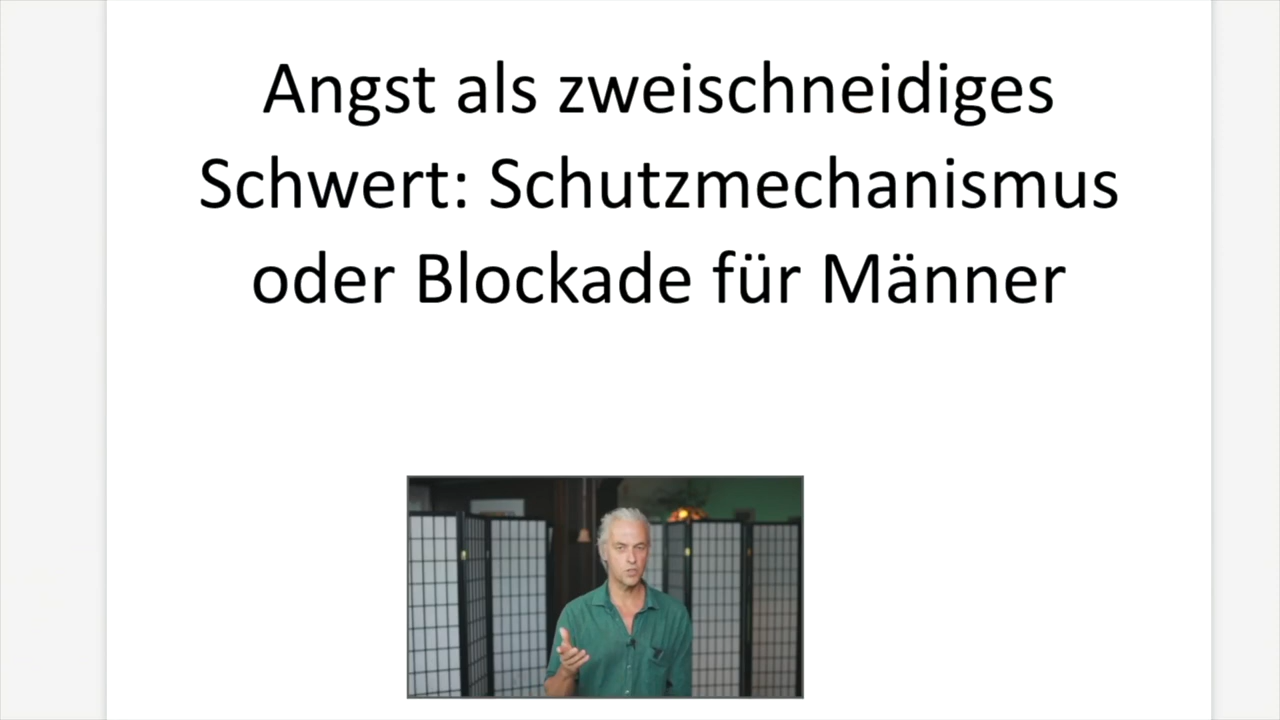 Angst als zweischneidiges
Schwert: Schutzmechanismus
oder Blockade für Männer